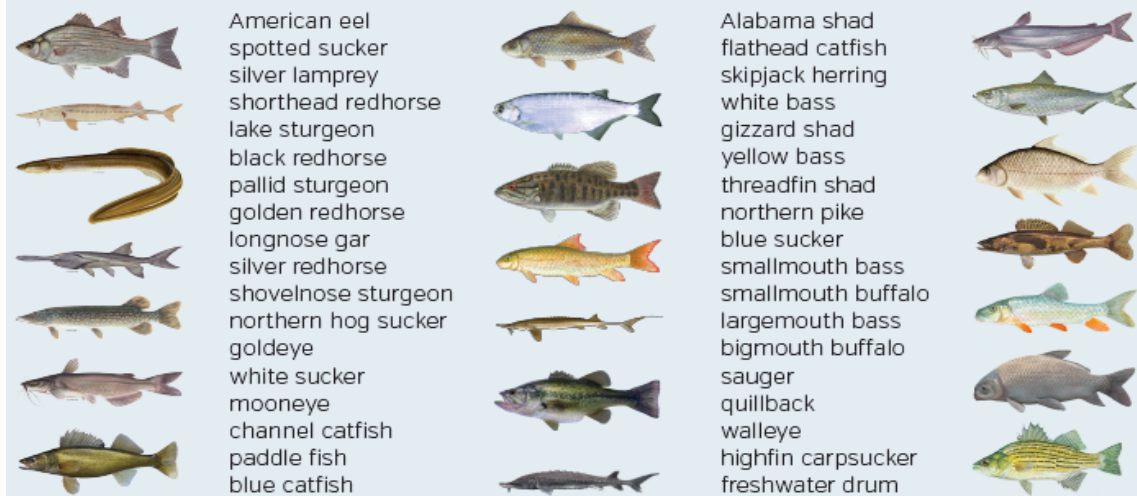 American eel
spotted sucker
silver lamprey
shorthead redhorse
lake sturgeon
black redhorse
pallid sturgeon
golden redhorse
longnose gar
silver redhorse
shovelnose sturgeon
northern hog sucker
goldeye
white sucker
mooneye
channel catfish
paddle fish
blue catfish
Alabama shad
flathead catfish
skipjack herring
white bass
gizzard shad
yellow bass
threadfin shad
northern pike
blue sucker
smallmouth bass
smallmouth buffalo
largemouth bass
bigmouth buffalo
sauger
quillback
walleye
highfin carpsucker
freshwater drum